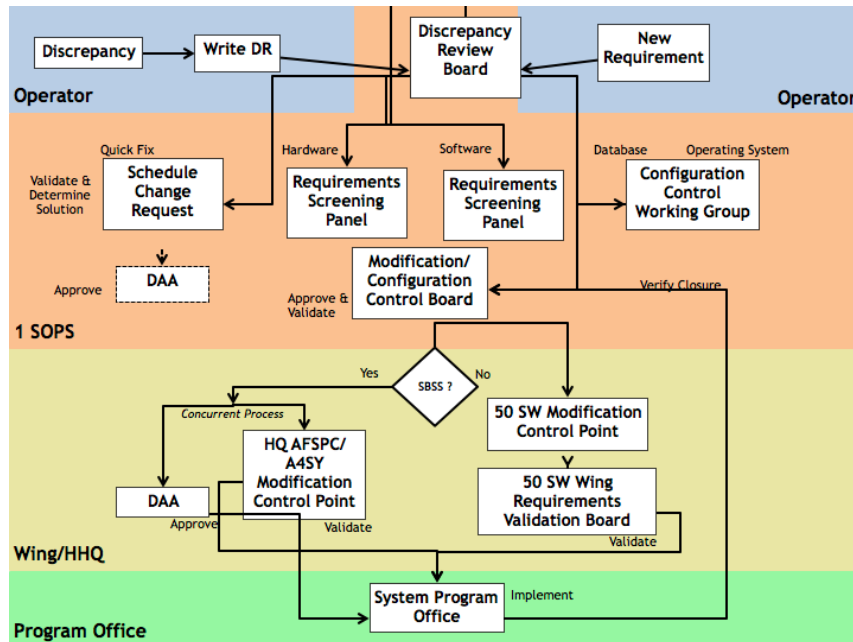 Discrepancy
Write DR
Discrepancy
Review
Board
New
Requirement
Operator
Operator
Quick Fix
Validate &
Determine
Solution
Schedule
Change
Request
Hardware
Requirements
Screening
Panel
Software
Requirements
Screening
Panel
Database
Operating System
Configuration
Control
Working Group
Approve
DAA
Modification/
Configuration
Control Board
Approve &
Validate
Verify Closure
1 SOPS
Yes
SBSS ?
No
Concurrent Process
50 SW Modification
Control Point
HQ AFSPC/
A4SY
Modification
Control Point
DAA
Approve
Validate
50 SW Wing
Requirements
Validation Board
Validate
Wing/HHQ
System Program
Office
Implement
Program Office